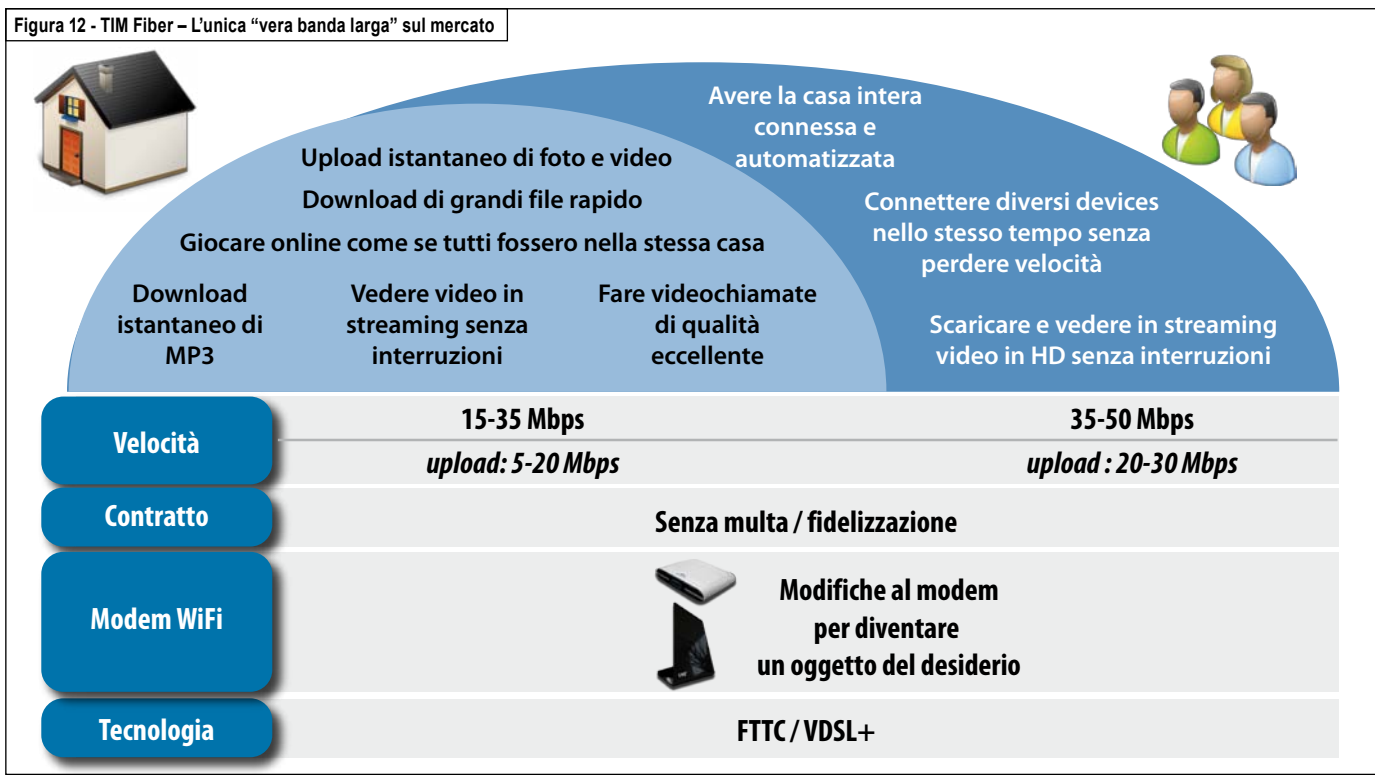 Figura 12 - TIM Fiber – L'unica “vera banda larga” sul mercato
Avere la casa intera
connessa e
automatizzata
Upload istantaneo di foto e video
Download di grandi file rapido
Giocare online come se tutti fossero nella stessa casa
Connettere diversi devices
nello stesso tempo senza
perdere velocità
Download
istantaneo di
MP3
Vedere video in
streaming senza
interruzioni
Fare videochiamate
di qualità
eccellente
Scaricare e vedere in streaming
video in HD senza interruzioni
Velocità
15-35 Mbps
35-50 Mbps
upload: 5-20 Mbps
upload : 20-30 Mbps
Contratto
Senza multa / fidelizzazione
Modem WiFi
Modifiche al modem
per diventare
un oggetto del desiderio
Tecnologia
FTTC / VDSL+